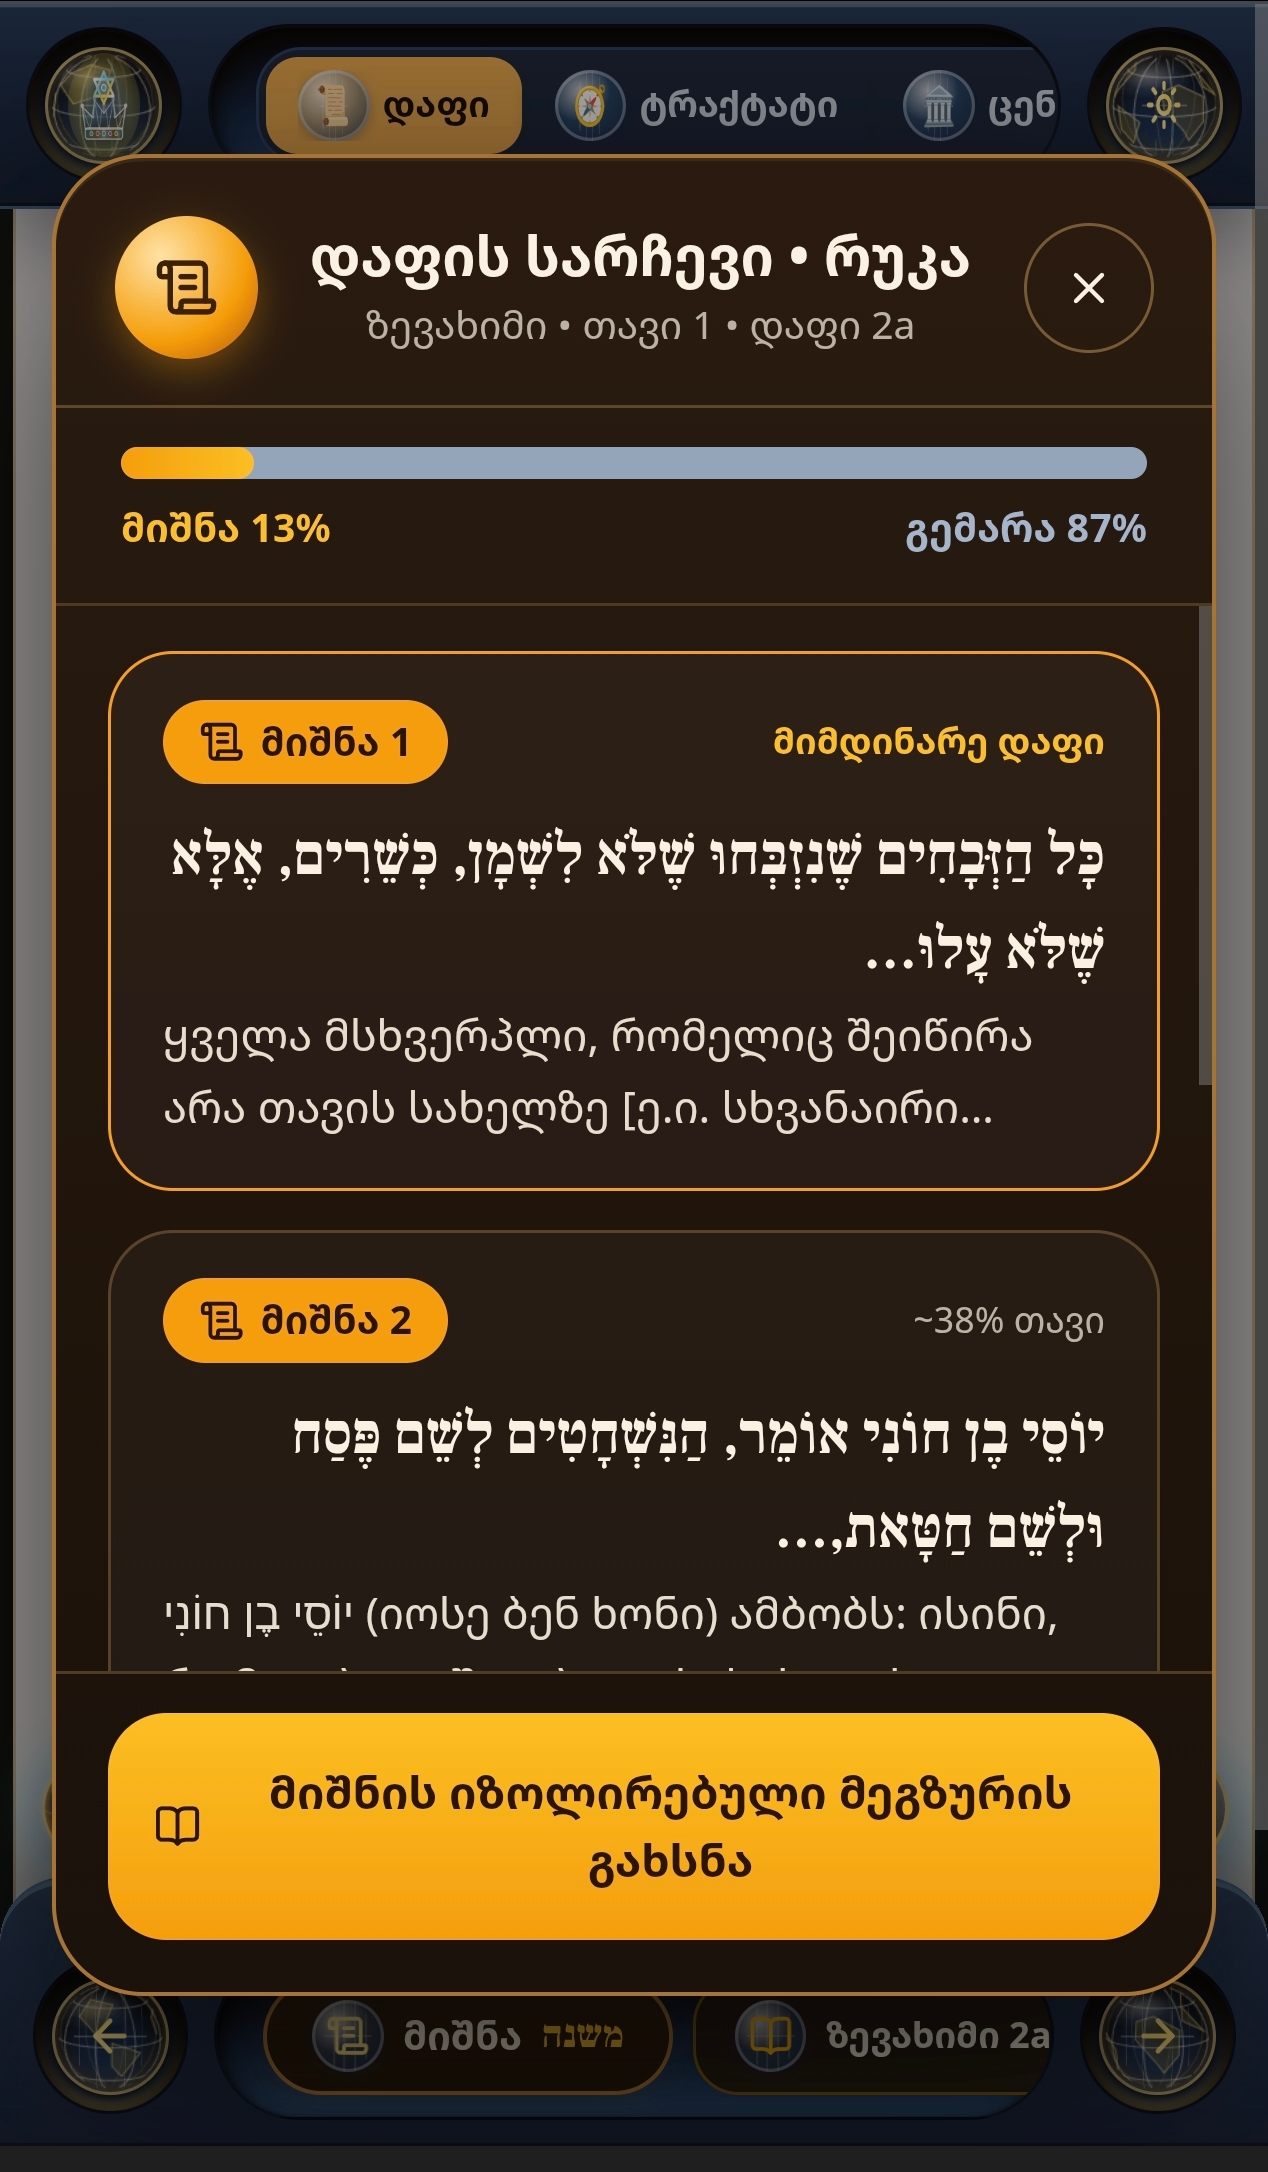 დაფი ტრაქტატი ცენ
დაფის სარჩევი • რუკა
ზევახიმი • თავი 1 • დაფი 2a
მიშნა 13% გემარა 87%
მიშნა 1 მიმდინარე დაფი
כָּל הַזְּבָחִים שֶׁנִזְבְּחוּ שֶׁלֹּא לִשְׁמָן, כְּשֵׁרִים, אֶלָּא
שֶׁלֹּא עָלוּ...
ყველა მსხვერპლი, რომელიც შეიწირა
არა თავის სახელზე [ე.ი. სხვანაირი...
მიშნა 2 ~38% თავი
יוֹסֵי בֶן חוֹנִי אוֹמֵר, הַנִּשְׁחָטִים לְשֵׁם פֶּסַח
וּלְשֵׁם חַטָּאת,...
יוֹסֵי בֶן חוֹנִי (იოსე ბენ ხონი) ამბობს: ისინი,
მიშნის იზოლირებული მეგზურის
გახსნა
მიშნა משנה ზევახიმი 2a